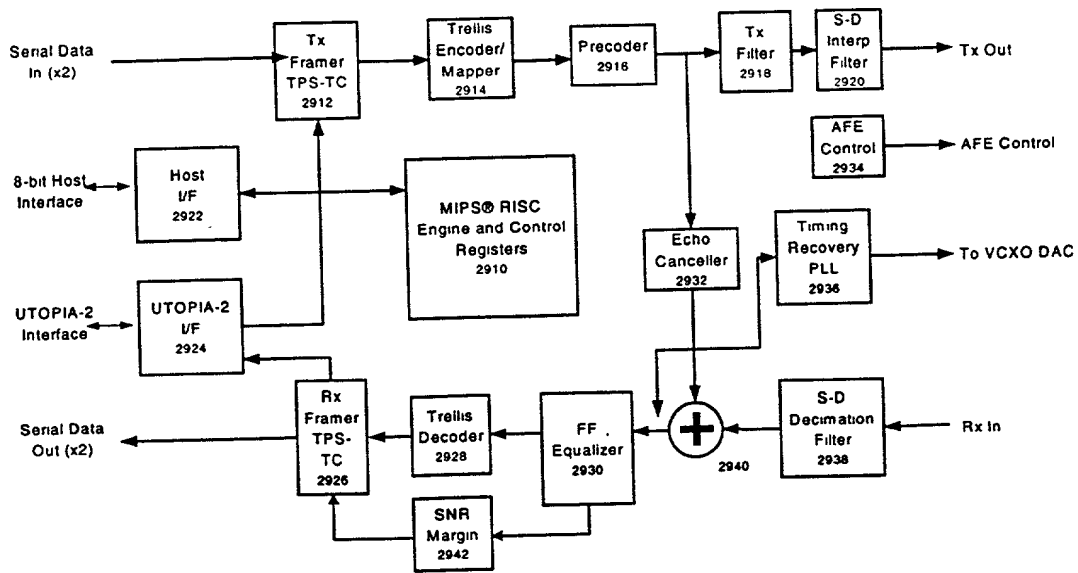 Serial Data
In (x2)
Tx
Framer
TPS-TC
2912
Trellis
Encoder/
Mapper
2914
Precoder
2916
Tx
Filter
2918
S-D
Interp
Filter
2920
Tx Out
AFE
Control
2934
AFE Control
8-bit Host
Interface
Host
I/F
2922
MIPS® RISC
Engine and Control
Registers
2910
Echo
Canceller
2932
Timing
Recovery
PLL
2936
To VCXO DAC
UTOPIA-2
Interface
UTOPIA-2
I/F
2924
Serial Data
Out (x2)
Rx
Framer
TPS-
TC
2926
Trellis
Decoder
2928
FF
Equalizer
2930
+
2940
S-D
Decimation
Filter
2938
Rx In
SNR
Margin
2942